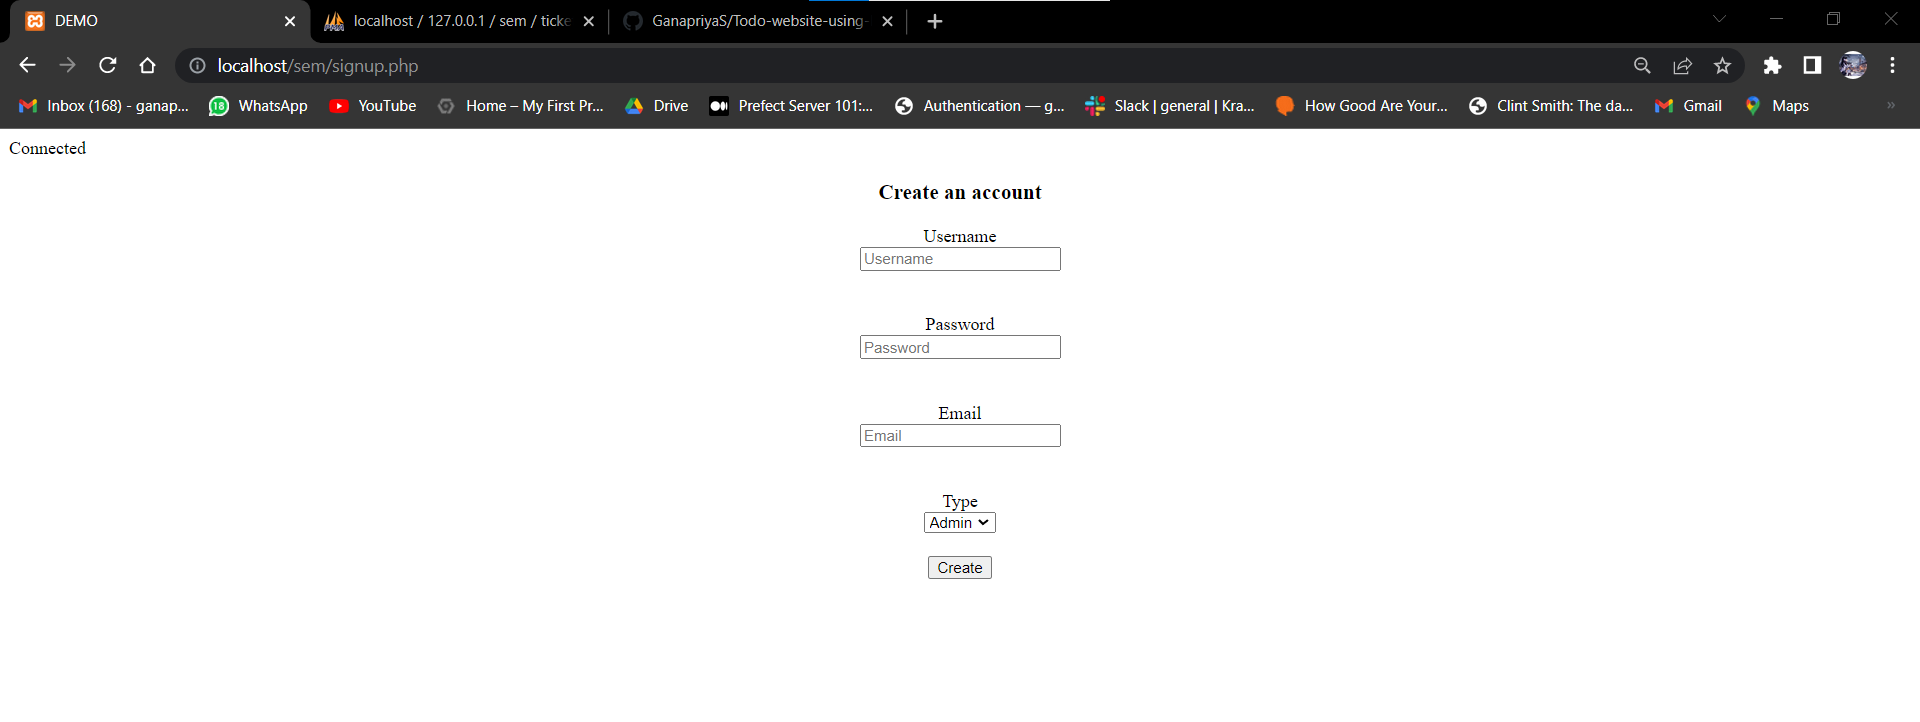 DEMO
localhost / 127.0.0.1 / sem / ticke
GanapriyaS/Todo-website-using-
localhost/sem/signup.php
Inbox (168) - ganap...
18
WhatsApp
YouTube
Home – My First Pr...
Drive
Prefect Server 101:...
Authentication — g...
Slack | general | Kra...
How Good Are Your...
Clint Smith: The da...
Gmail
Maps
»
Connected
Create an account
Username
Username
Password
Password
Email
Email
Type
Admin
Create